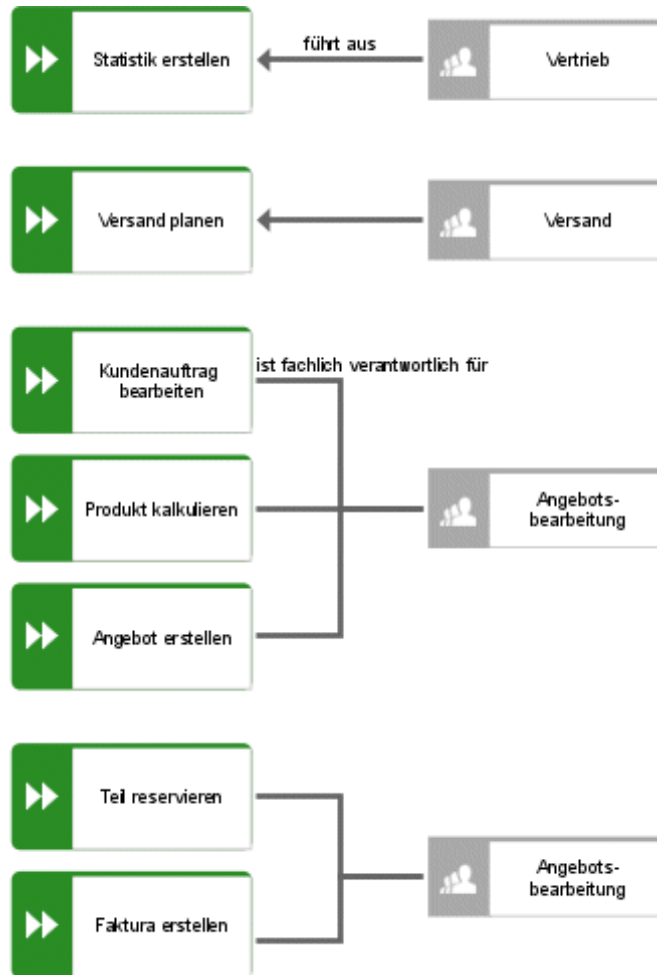 Statistik erstellen
führt aus
Vertrieb
Versand planen
Versand
Kundenauftrag
bearbeiten
ist fachlich verantwortlich für
Produkt kalkulieren
Angebots-
bearbeitung
Angebot erstellen
Teil reservieren
Angebots-
bearbeitung
Faktura erstellen